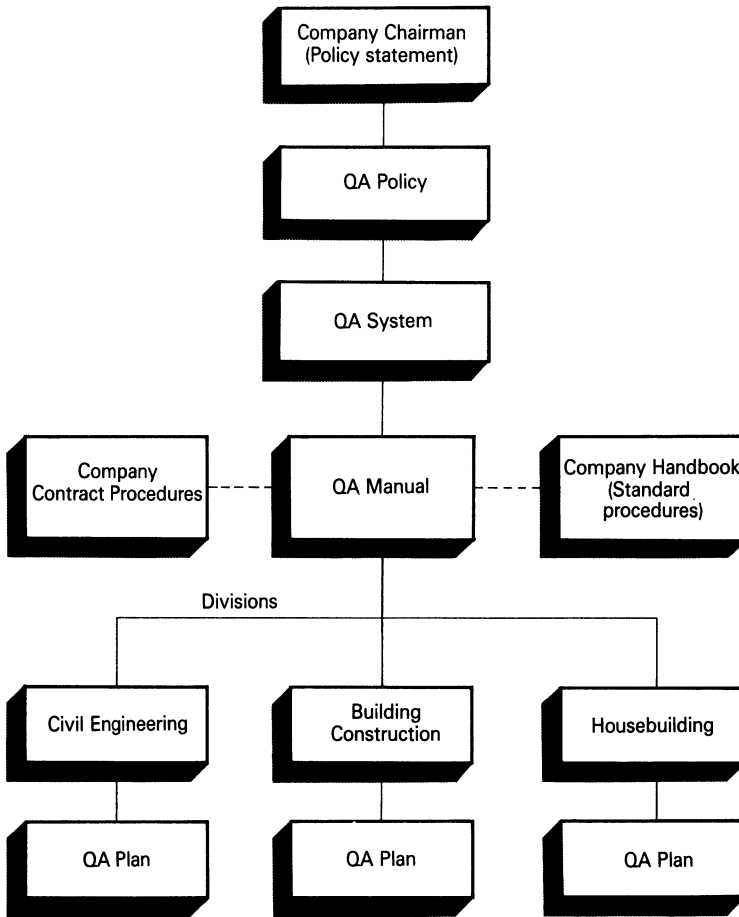 Company Chairman
(Policy statement)
QA Policy
QA System
Company
Contract Procedures
QA Manual
Company Handbook
(Standard
procedures)
Divisions
Civil Engineering
Building
Construction
Housebuilding
QA Plan
QA Plan
QA Plan